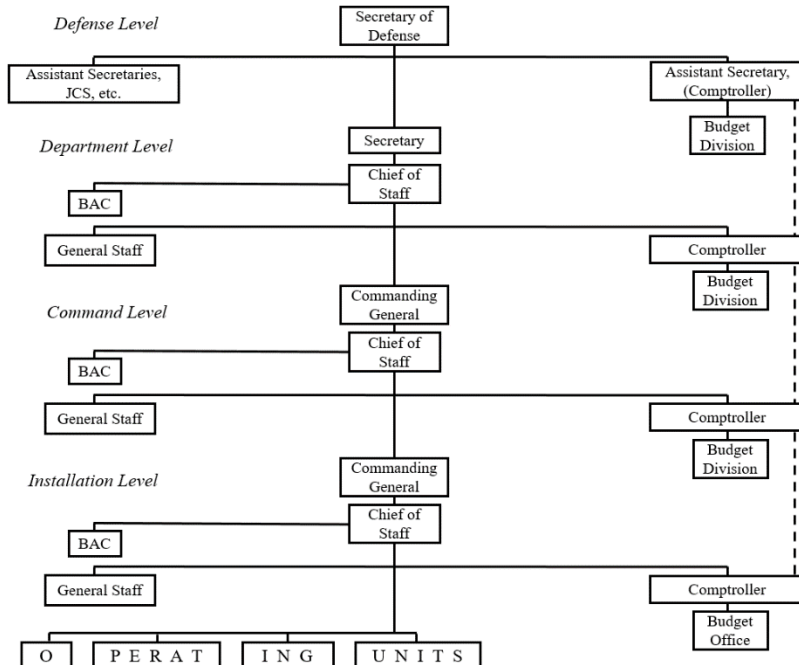 Defense Level
Secretary of
Defense
Assistant Secretaries,
JCS, etc.
Assistant Secretary,
(Comptroller)
Budget
Division
Department Level
Secretary
Chief of
Staff
BAC
General Staff
Comptroller
Budget
Division
Command Level
Commanding
General
Chief of
Staff
BAC
General Staff
Comptroller
Budget
Division
Installation Level
Commanding
General
Chief of
Staff
BAC
General Staff
Comptroller
Budget
Office
O P E R A T I N G U N I T S